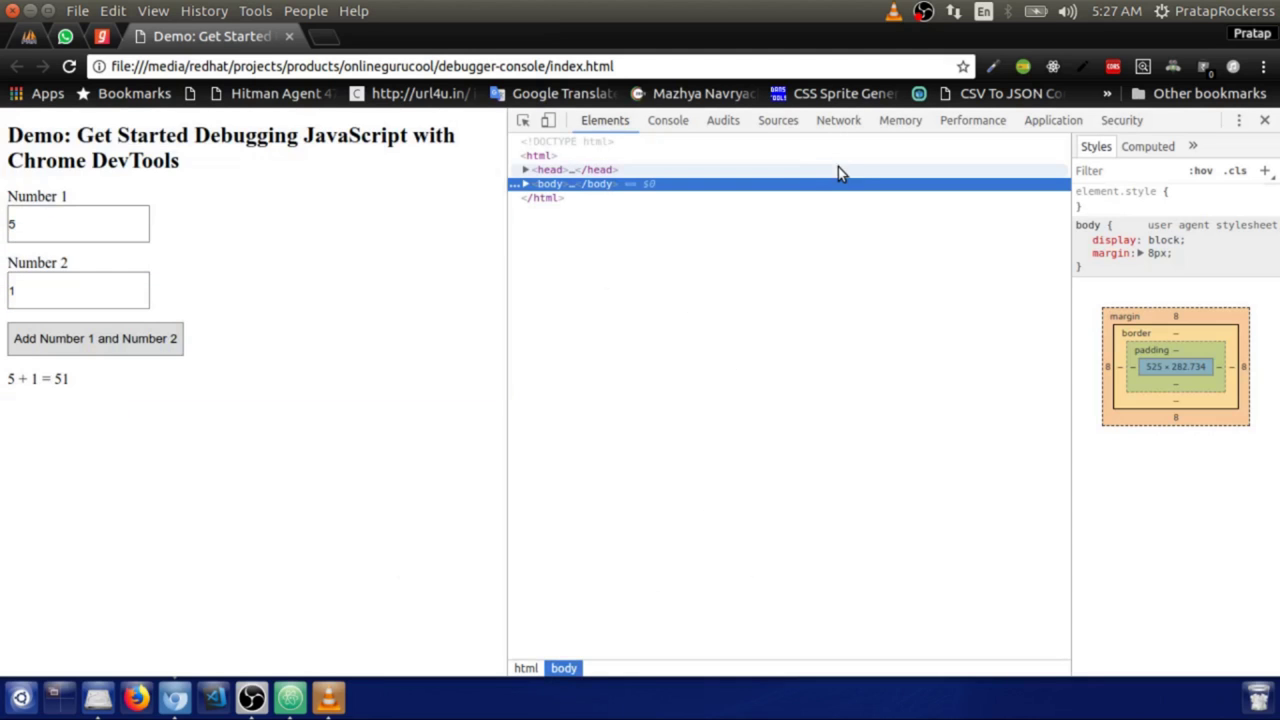 File Edit View History Tools People Help
En 5:27 AM PratapRockerss
g Demo: Get Started Pratap
file:///media/redhat/projects/products/onlinegurucool/debugger-console/index.html
CORS 0
Apps Bookmarks Hitman Agent 47 C http://url4u.in/ Google Translat Mazhya Navryac CSS Sprite Gene CSV To JSON Co » Other bookmarks
Demo: Get Started Debugging JavaScript with
Chrome DevTools
Number 1
5
Number 2
1
Add Number 1 and Number 2
5 + 1 = 51
Elements Console Audits Sources Network Memory Performance Application Security
<!DOCTYPE html>
<html>
<head>…</head>
… <body>…</body> == $0
</html>
html body
Styles Computed »
Filter :hov .cls +
element.style {
}
body { user agent stylesheet
display: block;
margin: 8px;
}
margin 8
border –
padding –
8 – – 525 × 282.734 – – 8
–
–
8